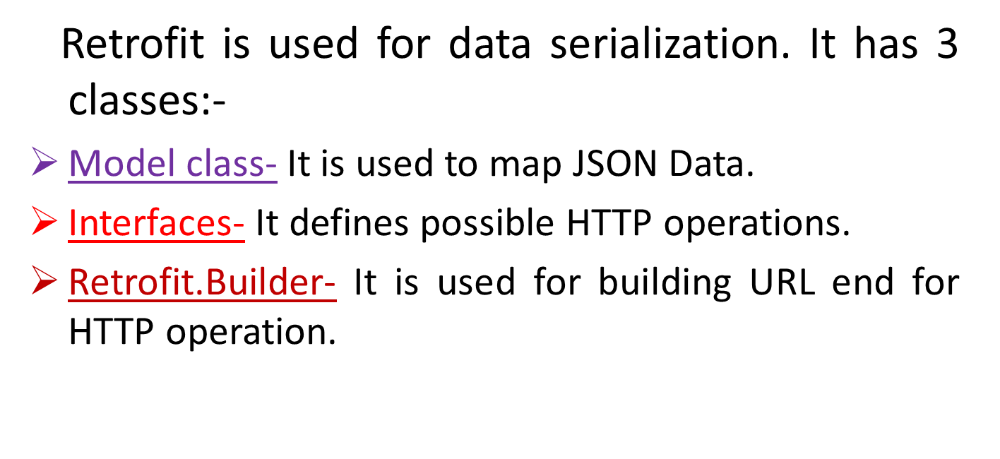 Retrofit is used for data serialization. It has 3
classes:-
Model class- It is used to map JSON Data.
Interfaces- It defines possible HTTP operations.
Retrofit.Builder- It is used for building URL end for
HTTP operation.